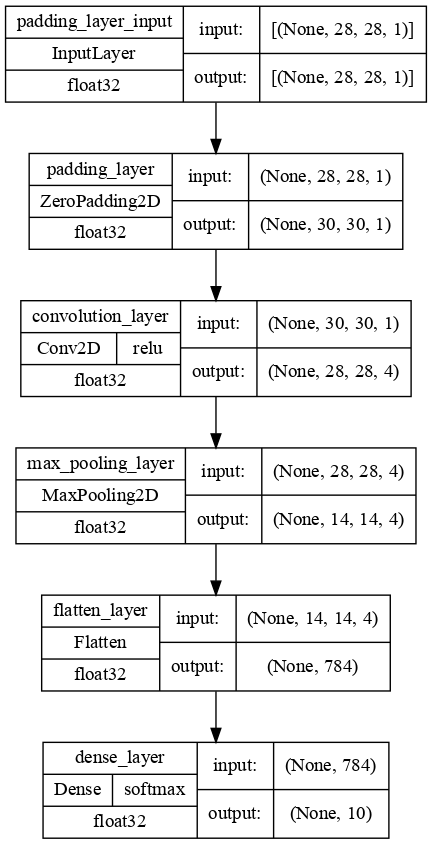 padding_layer_input
InputLayer
float32
input:
[(None, 28, 28, 1)]
output:
[(None, 28, 28, 1)]
padding_layer
ZeroPadding2D
float32
input:
(None, 28, 28, 1)
output:
(None, 30, 30, 1)
convolution_layer
Conv2D relu
float32
input:
(None, 30, 30, 1)
output:
(None, 28, 28, 4)
max_pooling_layer
MaxPooling2D
float32
input:
(None, 28, 28, 4)
output:
(None, 14, 14, 4)
flatten_layer
Flatten
float32
input:
(None, 14, 14, 4)
output:
(None, 784)
dense_layer
Dense softmax
float32
input:
(None, 784)
output:
(None, 10)